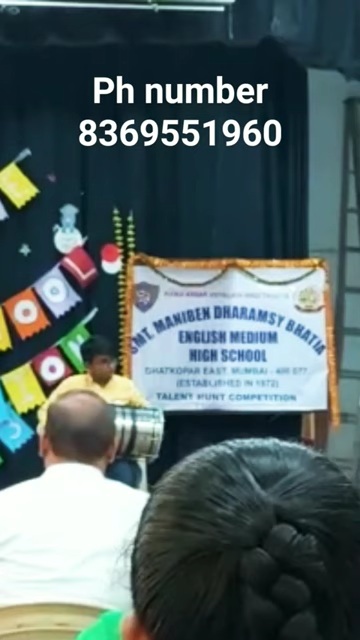 Ph number
8369551960
SMT. MANIBEN DHARAMSY BHATIA
ENGLISH MEDIUM
HIGH SCHOOL
GHATKOPAR EAST, MUMBAI - 400 077
(ESTABLISHED IN 1972)
TALENT HUNT COMPETITION